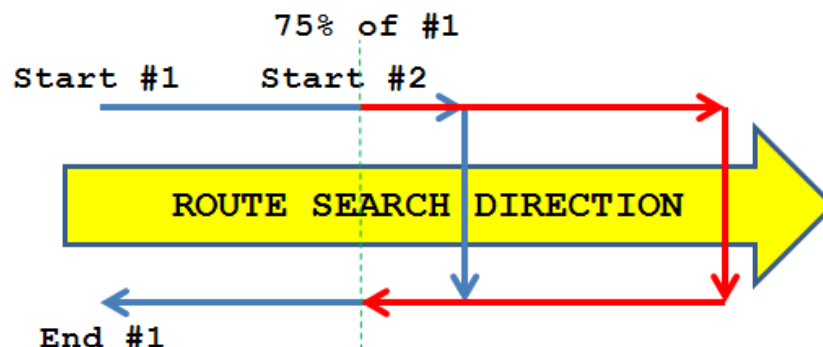 75% of #1
Start #1
Start #2
ROUTE SEARCH DIRECTION
End #1